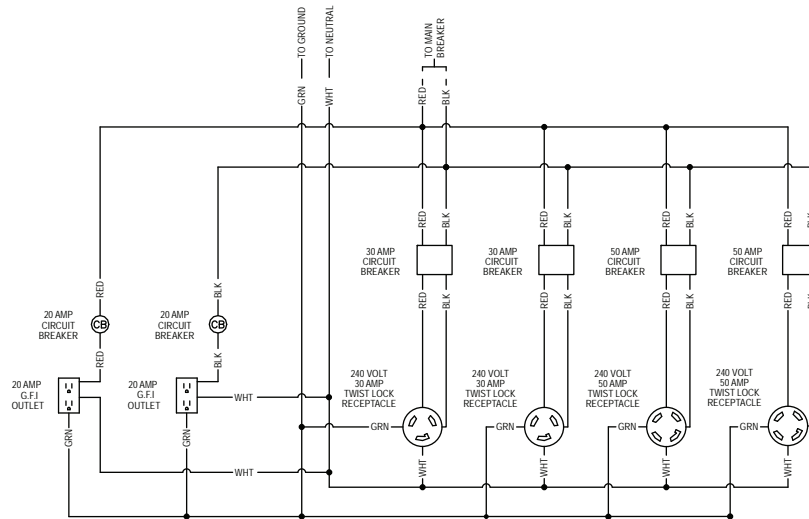 TO GROUND
TO NEUTRAL
TO MAIN
BREAKER
GRN
WHT
RED
BLK
RED
BLK
RED
BLK
RED
BLK
RED
30 AMP
CIRCUIT
BREAKER
30 AMP
CIRCUIT
BREAKER
50 AMP
CIRCUIT
BREAKER
50 AMP
CIRCUIT
BREAKER
RED
BLK
RED
BLK
RED
BLK
RED
BLK
RED
20 AMP
CIRCUIT
BREAKER
CB
20 AMP
CIRCUIT
BREAKER
CB
RED
BLK
20 AMP
G.F.I
OUTLET
20 AMP
G.F.I
OUTLET
WHT
GRN
GRN
WHT
240 VOLT
30 AMP
TWIST LOCK
RECEPTACLE
240 VOLT
30 AMP
TWIST LOCK
RECEPTACLE
240 VOLT
50 AMP
TWIST LOCK
RECEPTACLE
240 VOLT
50 AMP
TWIST LOCK
RECEPTACLE
GRN
GRN
GRN
GRN
WHT
WHT
WHT
WHT